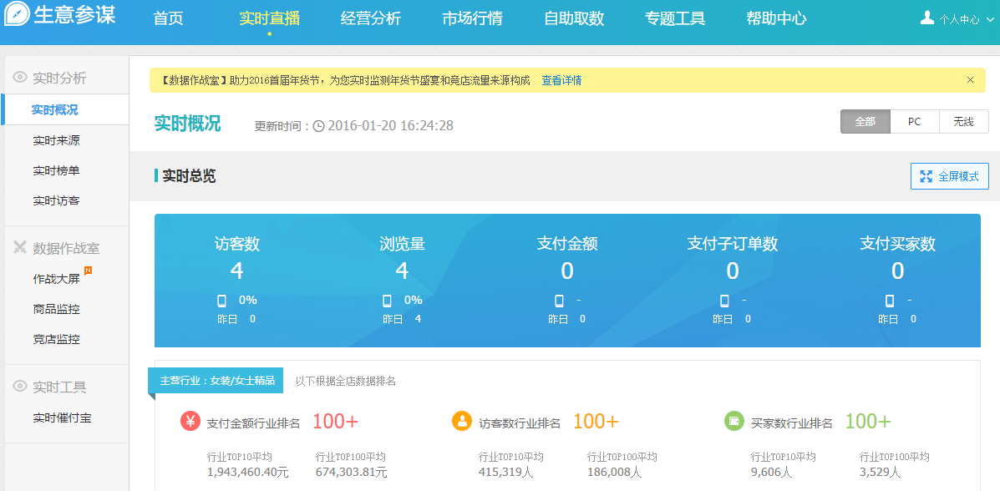 生意参谋 首页 实时直播 经营分析 市场行情 自助取数 专题工具 帮助中心 个人中心
实时分析
实时概况
实时来源
实时榜单
实时访客
数据作战室
作战大屏 N
商品监控
竞店监控
实时工具
实时催付宝
【数据作战室】助力2016首届年货节，为您实时监测年货节盛宴和竞店流量来源构成 查看详情 ×
实时概况 更新时间： 2016-01-20 16:24:28 全部 PC 无线
实时总览 全屏模式
访客数 浏览量 支付金额 支付子订单数 支付买家数
4 4 0 0 0
0% 0% - - -
昨日 0 昨日 4 昨日 0 昨日 0 昨日 0
主营行业：女装/女士精品 以下根据全店数据排名
¥ 支付金额行业排名 100+ 访客数行业排名 100+ 买家数行业排名 100+
行业TOP10平均 行业TOP100平均 行业TOP10平均 行业TOP100平均 行业TOP10平均 行业TOP100平均
1,943,460.40元 674,303.81元 415,319人 186,008人 9,606人 3,529人